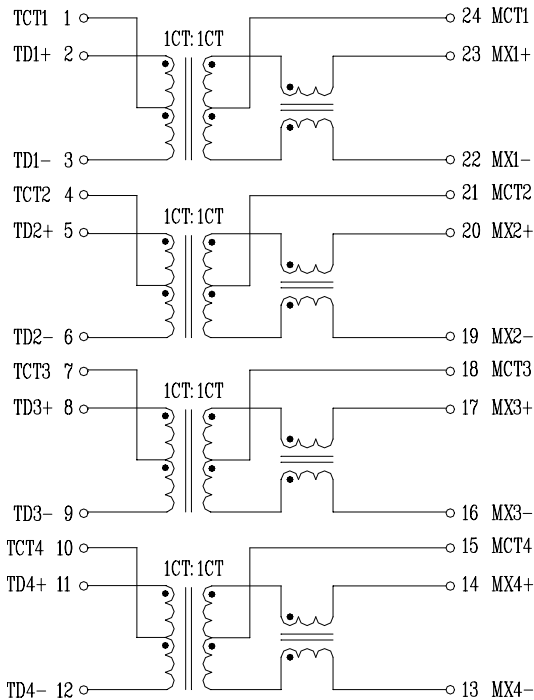 TCT1 1 24 MCT1
1CT:1CT
TD1+ 2 23 MX1+
TD1- 3 22 MX1-
TCT2 4 21 MCT2
1CT:1CT
TD2+ 5 20 MX2+
TD2- 6 19 MX2-
TCT3 7 18 MCT3
1CT:1CT
TD3+ 8 17 MX3+
TD3- 9 16 MX3-
TCT4 10 15 MCT4
1CT:1CT
TD4+ 11 14 MX4+
TD4- 12 13 MX4-